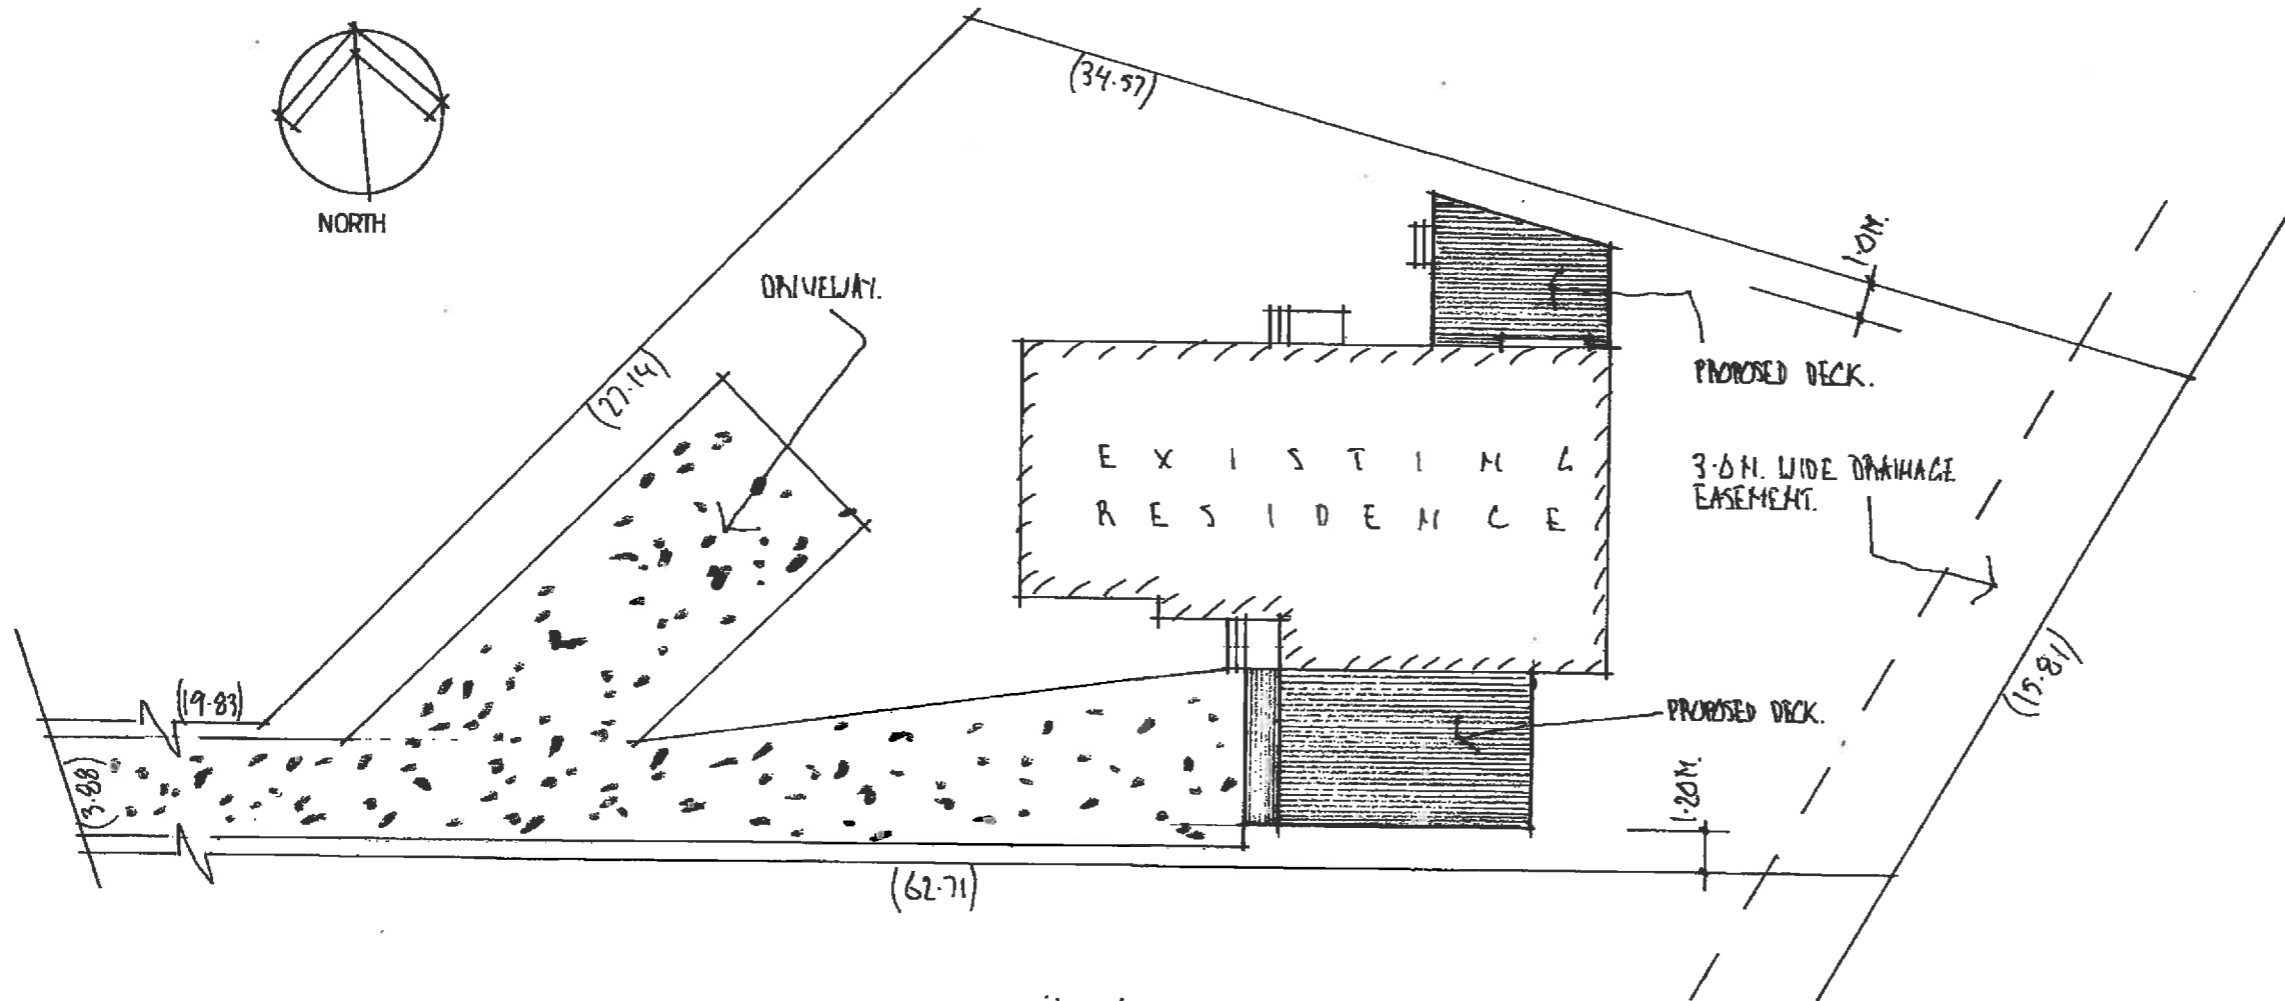 (34.57)
NORTH
1.0M.
DRIVEWAY.
PROPOSED DECK.
(27.14)
EXISTING
RESIDENCE
3.0M. WIDE DRAINAGE
EASEMENT.
(15.81)
(19.83)
PROPOSED DECK.
(3.88)
1.20M.
(62.71)